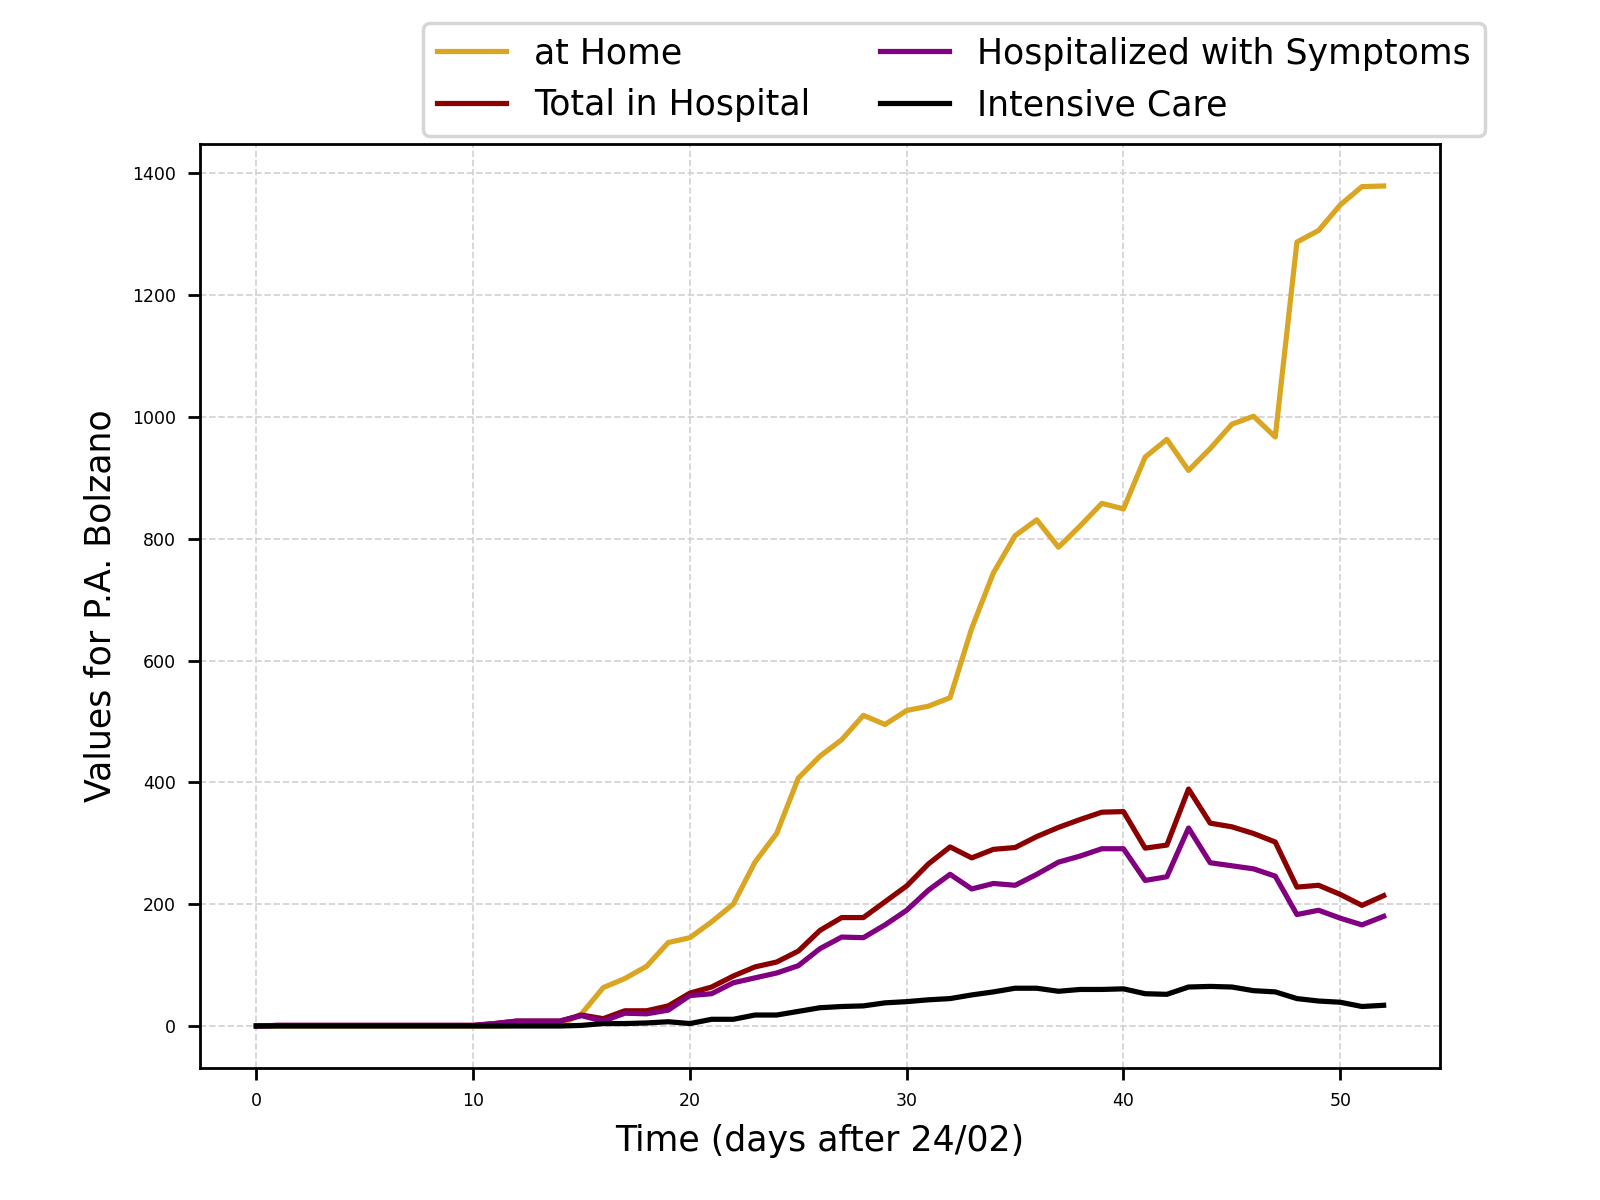 at Home
Total in Hospital
Hospitalized with Symptoms
Intensive Care
1400
1200
1000
800
600
400
200
0
Values for P.A. Bolzano
0 10 20 30 40 50
Time (days after 24/02)